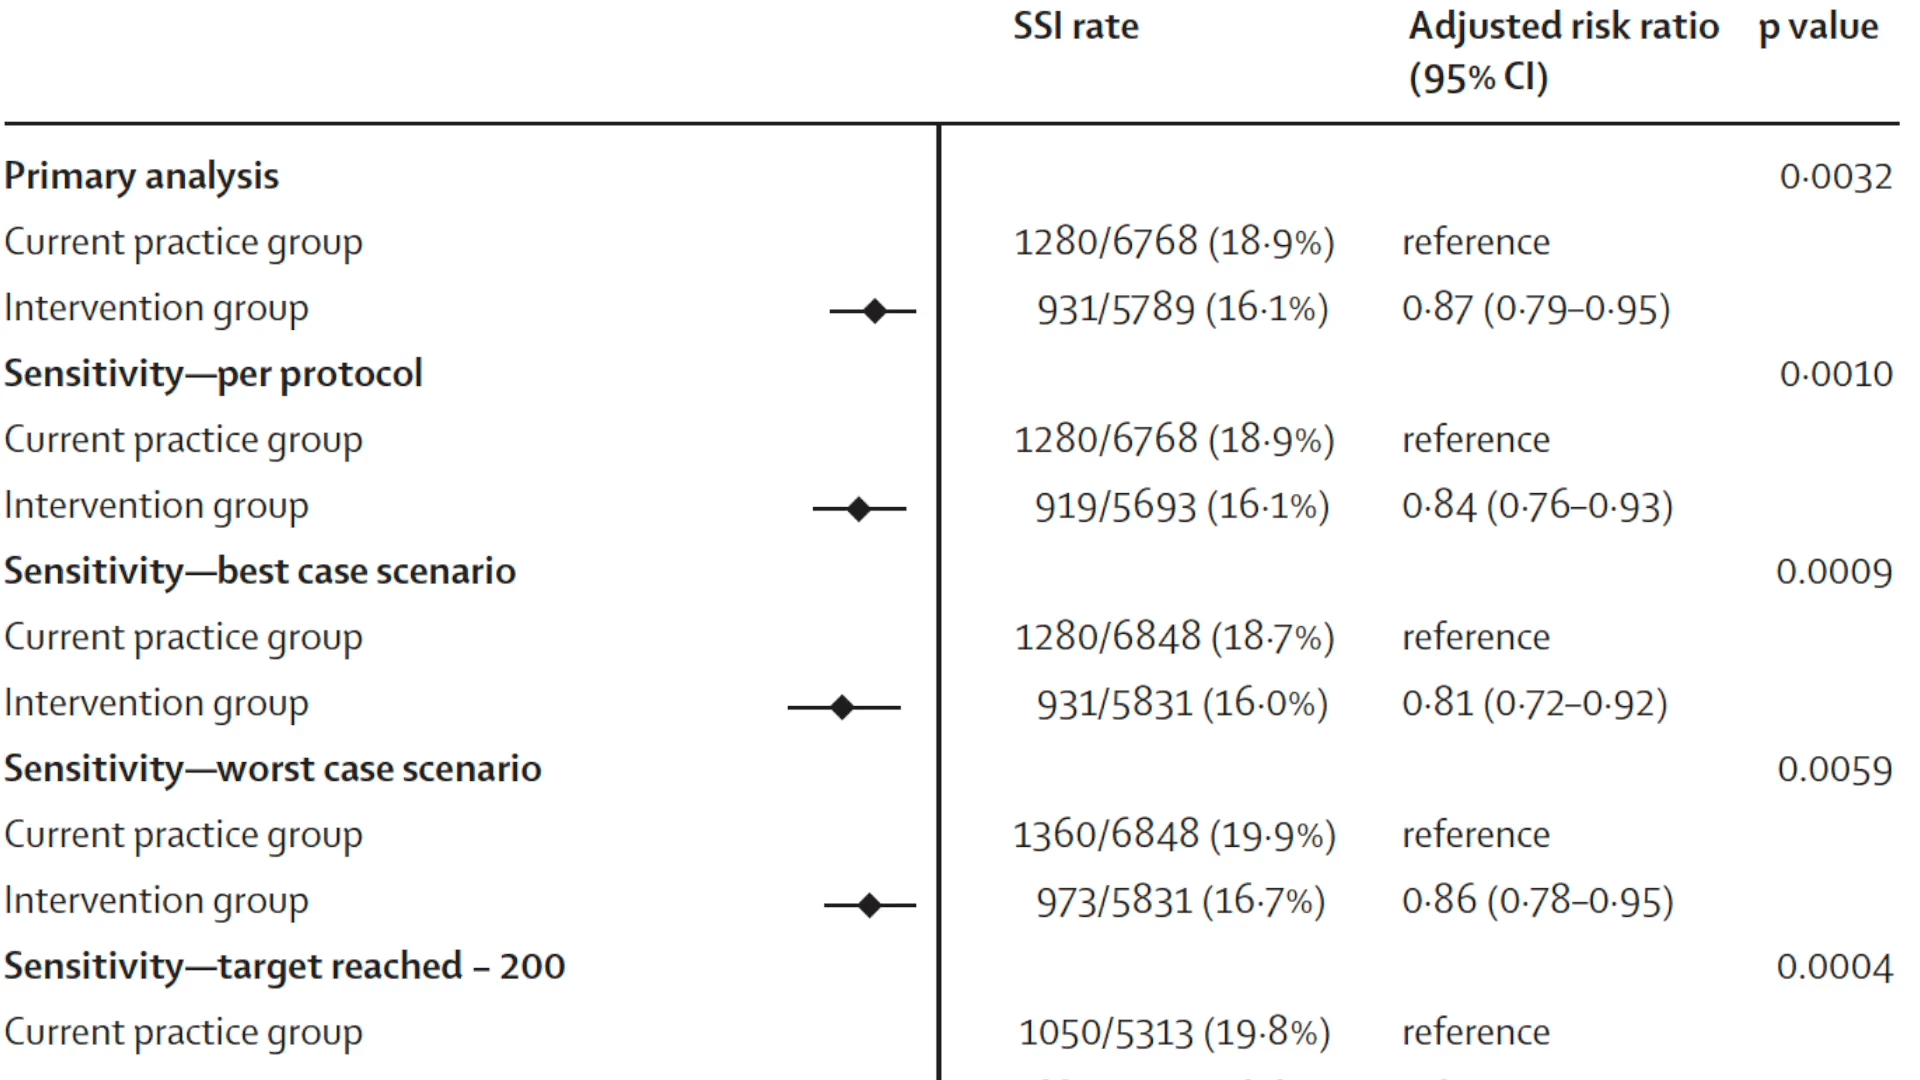 SSI rate Adjusted risk ratio (95% CI) p value
Primary analysis 0·0032
Current practice group 1280/6768 (18·9%) reference
Intervention group 931/5789 (16·1%) 0·87 (0·79–0·95)
Sensitivity—per protocol 0·0010
Current practice group 1280/6768 (18·9%) reference
Intervention group 919/5693 (16·1%) 0·84 (0·76–0·93)
Sensitivity—best case scenario 0.0009
Current practice group 1280/6848 (18·7%) reference
Intervention group 931/5831 (16·0%) 0·81 (0·72–0·92)
Sensitivity—worst case scenario 0.0059
Current practice group 1360/6848 (19·9%) reference
Intervention group 973/5831 (16·7%) 0·86 (0·78–0·95)
Sensitivity—target reached – 200 0.0004
Current practice group 1050/5313 (19·8%) reference